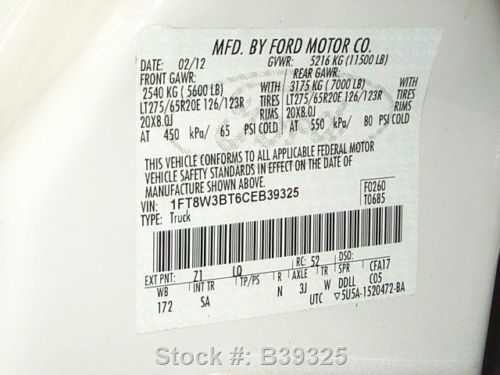 MFD. BY FORD MOTOR CO.
DATE: 02/12 GVWR: 5216 KG (11500 LB)
FRONT GAWR: REAR GAWR:
2540 KG (5600 LB) WITH 3175 KG (7000 LB) WITH
LT275/65R20E 126/123R TIRES LT275/65R20E 126/123R TIRES
20X8.0J RIMS 20X8.0J RIMS
AT 450 kPa/ 65 PSI COLD AT 550 kPa/ 80 PSI COLD
THIS VEHICLE CONFORMS TO ALL APPLICABLE FEDERAL MOTOR
VEHICLE SAFETY STANDARDS IN EFFECT ON THE DATE OF
MANUFACTURE SHOWN ABOVE.
VIN: 1FT8W3BT6CEB39325 F0260
TYPE: Truck T0685
EXT PNT: Z1 LQ RC: 52 DSO:
WB INT TR TP/PS R AXLE TR SPR CFA17
172 SA N 3J W DDLL C05
UTC ▽5U5A-1520472-BA
Stock #: B39325